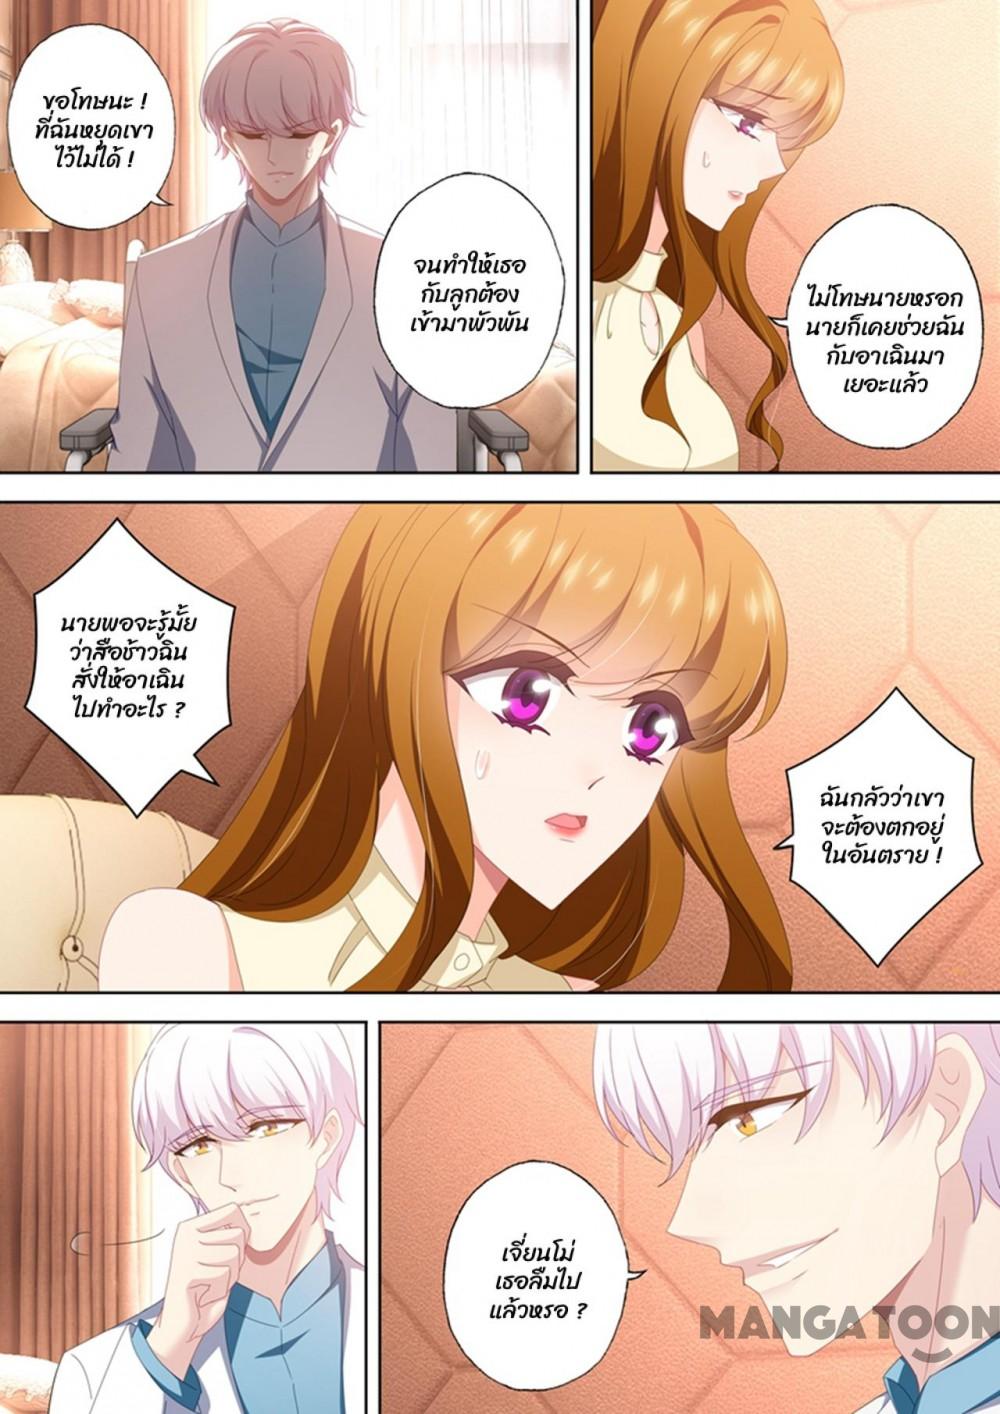 ขอโทษนะ !
ที่ฉันหยุดเขา
ไว้ไม่ได้ !
จนทำให้เธอ
กับลูกต้อง
เข้ามาพัวพัน
ไม่โทษนายหรอก
นายก็เคยช่วยฉัน
กับอาเฉินมา
เยอะแล้ว
นายพอจะรู้มั้ย
ว่าสือช้าวฉิน
สั่งให้อาเฉิน
ไปทำอะไร ?
ฉันกลัวว่าเขา
จะต้องตกอยู่
ในอันตราย !
เจี่ยนโม่
เธอลืมไป
แล้วหรอ ?
MANGATOON